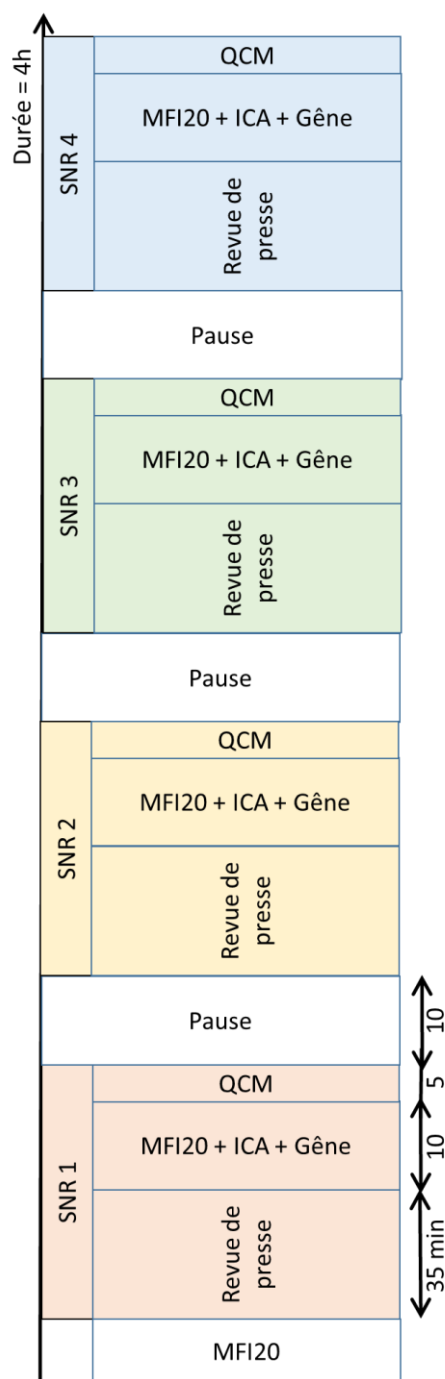 Durée = 4h
SNR 4
QCM
MFI20 + ICA + Gêne
Revue de
presse
Pause
SNR 3
QCM
MFI20 + ICA + Gêne
Revue de
presse
Pause
SNR 2
QCM
MFI20 + ICA + Gêne
Revue de
presse
Pause
10
SNR 1
QCM
5
MFI20 + ICA + Gêne
10
Revue de
presse
35 min
MFI20